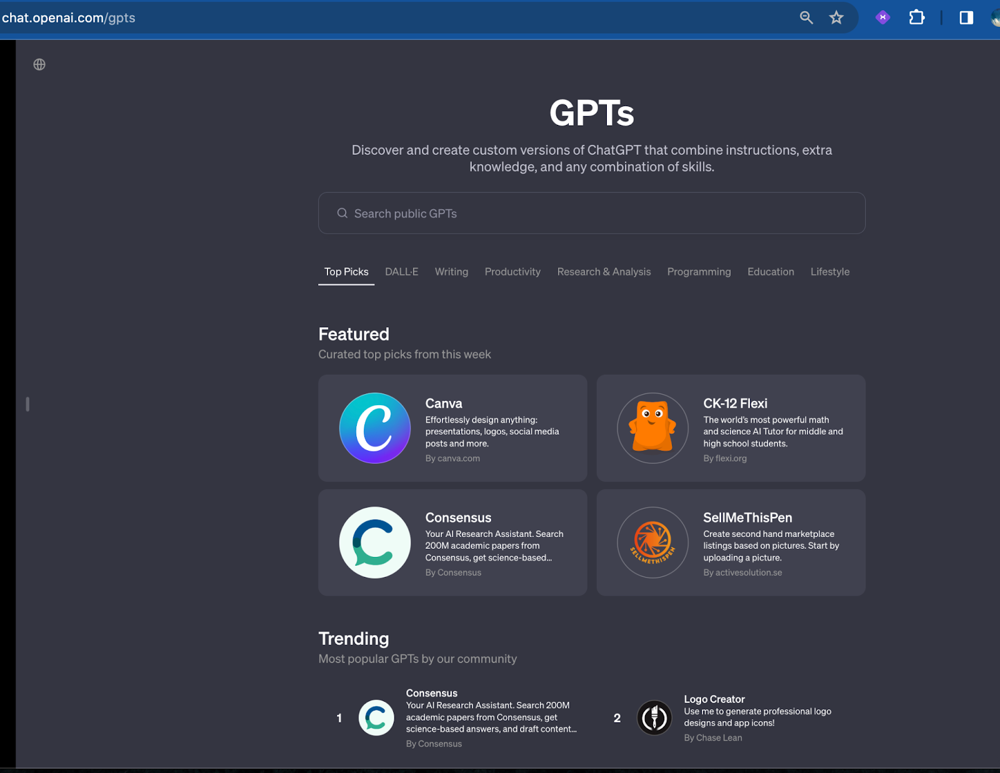 chat.openai.com/gpts
GPTs
Discover and create custom versions of ChatGPT that combine instructions, extra
knowledge, and any combination of skills.
Search public GPTs
Top Picks DALL·E Writing Productivity Research & Analysis Programming Education Lifestyle
Featured
Curated top picks from this week
C
Canva
Effortlessly design anything:
presentations, logos, social media
posts and more.
By canva.com
CK-12 Flexi
The world's most powerful math
and science AI Tutor for middle and
high school students.
By flexi.org
Consensus
Your AI Research Assistant. Search
200M academic papers from
Consensus, get science-based...
By Consensus
SELLMETHISPEN
SellMeThisPen
Create second hand marketplace
listings based on pictures. Start by
uploading a picture.
By activesolution.se
Trending
Most popular GPTs by our community
1
Consensus
Your AI Research Assistant. Search 200M
academic papers from Consensus, get
science-based answers, and draft content...
By Consensus
2
Logo Creator
Use me to generate professional logo
designs and app icons!
By Chase Lean